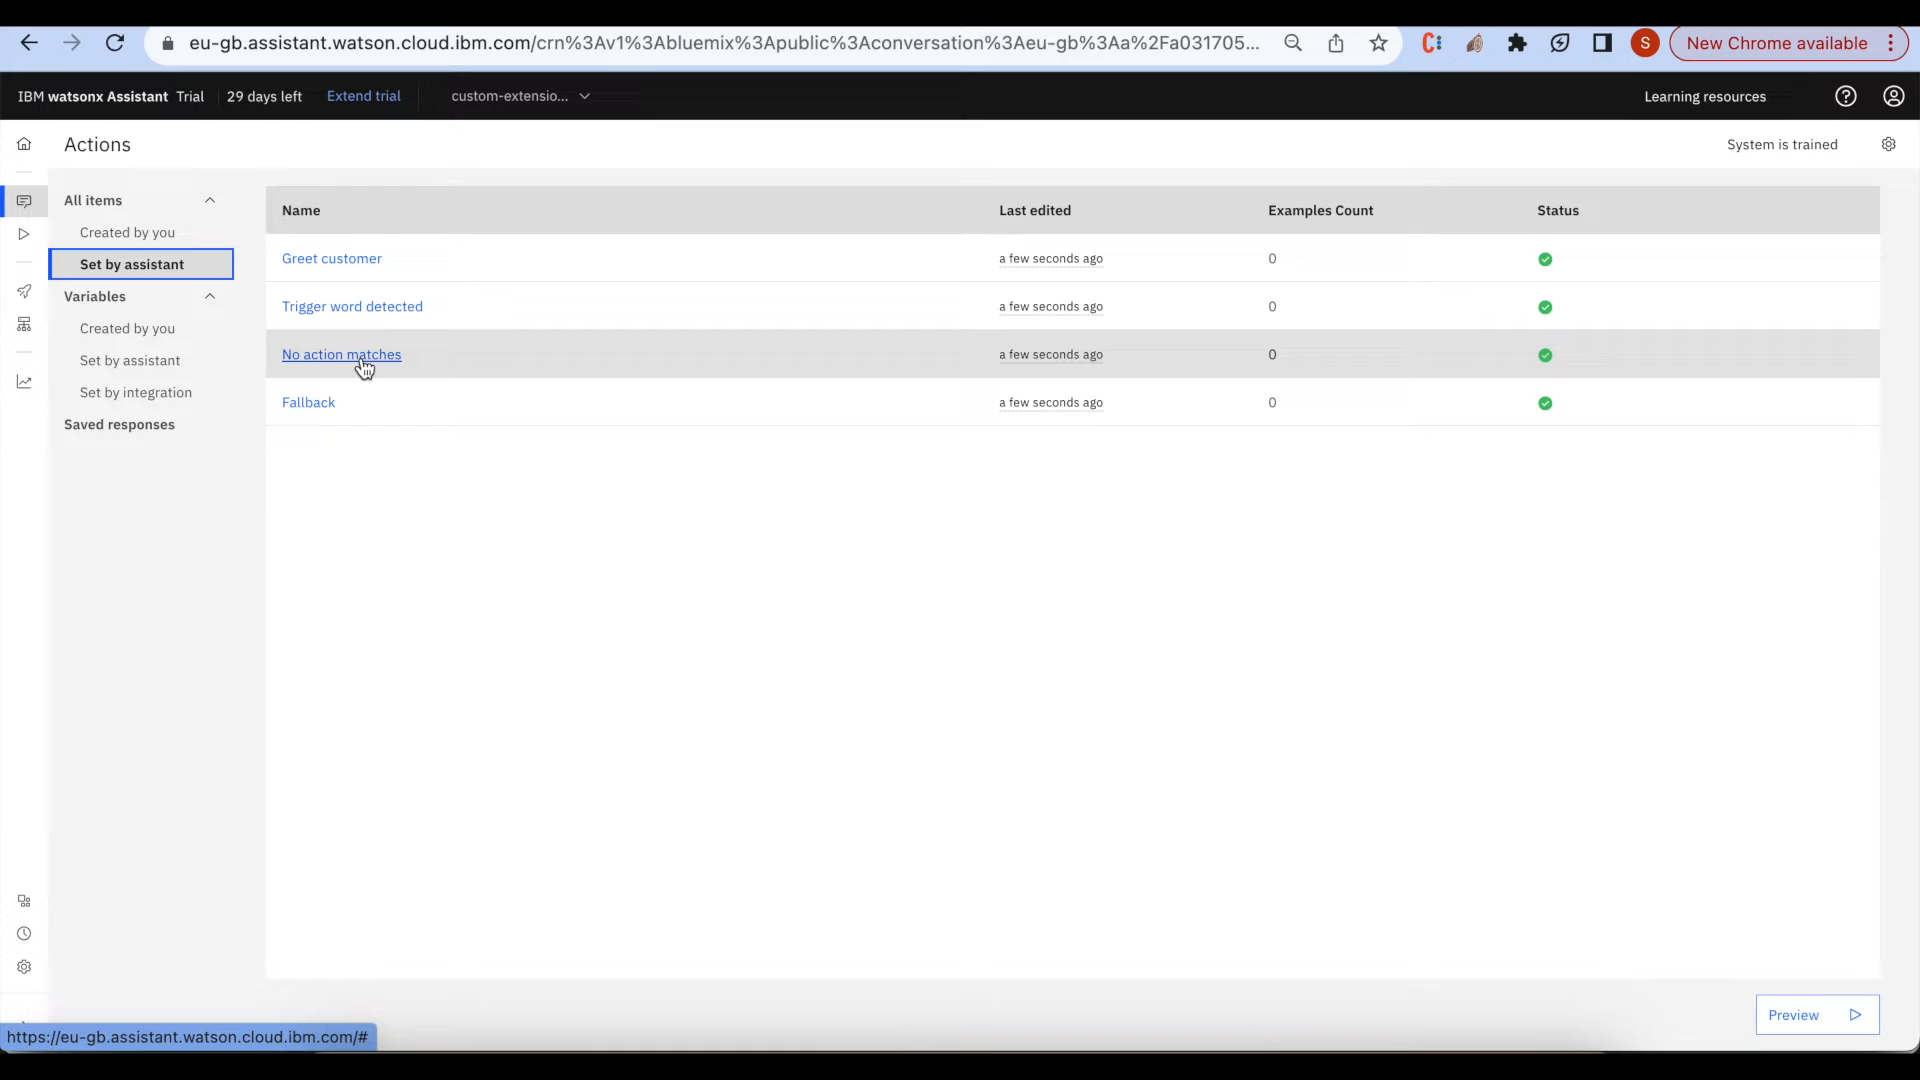 eu-gb.assistant.watson.cloud.ibm.com/crn%3Av1%3Abluemix%3Apublic%3Aconversation%3Aeu-gb%3Aa%2Fa031705...
S
New Chrome available
IBM watsonx Assistant Trial
29 days left
Extend trial
custom-extensio...
Learning resources
Actions
System is trained
All items
Created by you
Set by assistant
Variables
Created by you
Set by assistant
Set by integration
Saved responses
Name Last edited Examples Count Status
Greet customer a few seconds ago 0
Trigger word detected a few seconds ago 0
No action matches a few seconds ago 0
Fallback a few seconds ago 0
Preview
https://eu-gb.assistant.watson.cloud.ibm.com/#